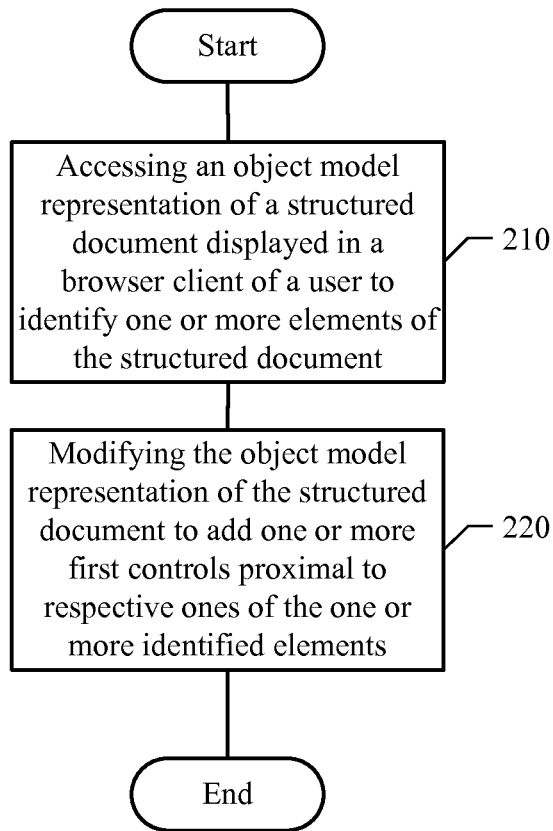 Start
Accessing an object model
representation of a structured
document displayed in a
browser client of a user to
identify one or more elements of
the structured document
210
Modifying the object model
representation of the structured
document to add one or more
first controls proximal to
respective ones of the one or
more identified elements
220
End